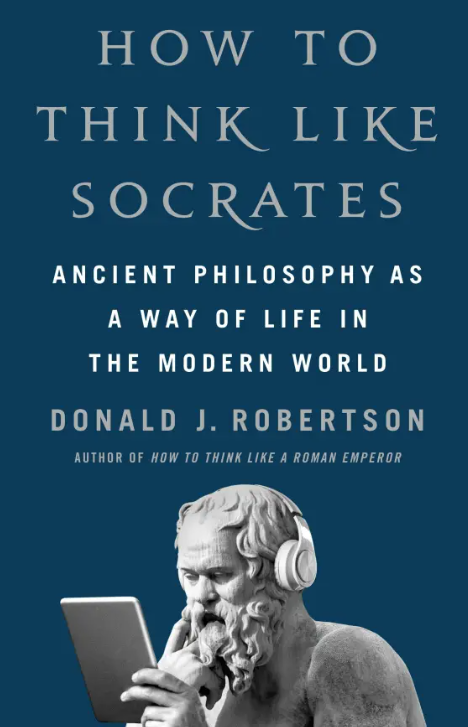 HOW TO
THINK LIKE
SOCRATES
ANCIENT PHILOSOPHY AS
A WAY OF LIFE IN
THE MODERN WORLD
DONALD J. ROBERTSON
AUTHOR OF HOW TO THINK LIKE A ROMAN EMPEROR